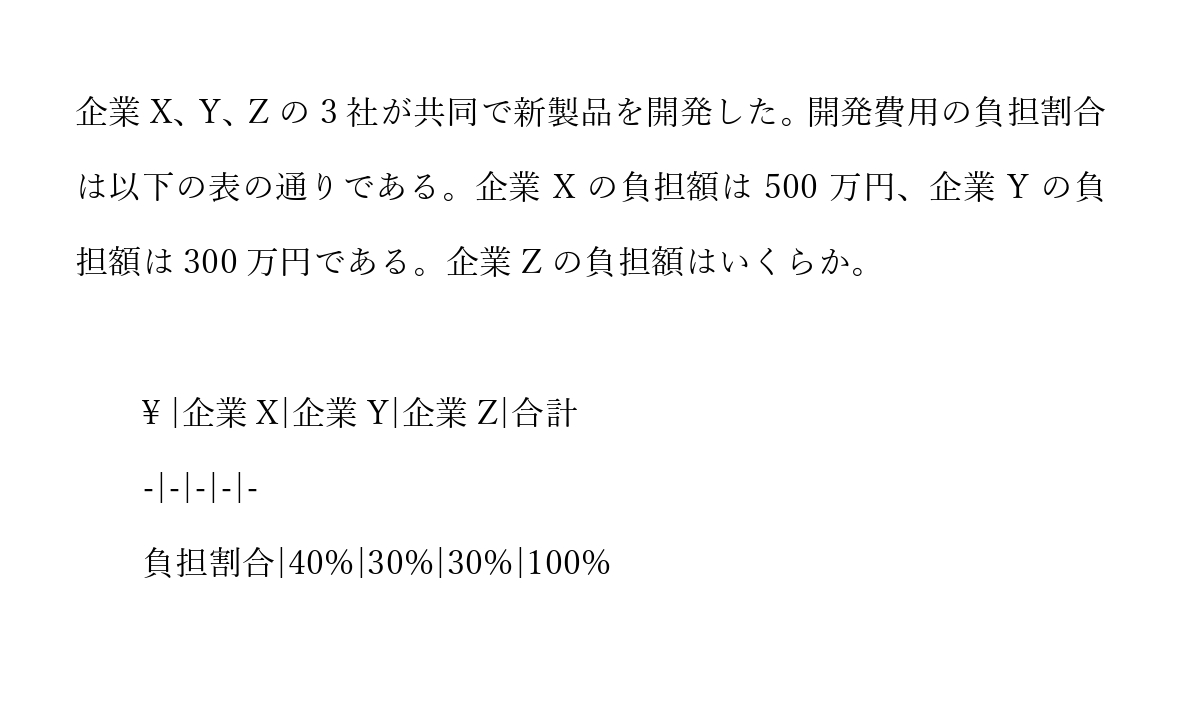 企業 X、Y、Z の 3 社が共同で新製品を開発した。開発費用の負担割合
は以下の表の通りである。企業 X の負担額は 500 万円、企業 Y の負
担額は 300 万円である。企業 Z の負担額はいくらか。
¥ |企業 X|企業 Y|企業 Z|合計
-|-|-|-|-
負担割合|40%|30%|30%|100%